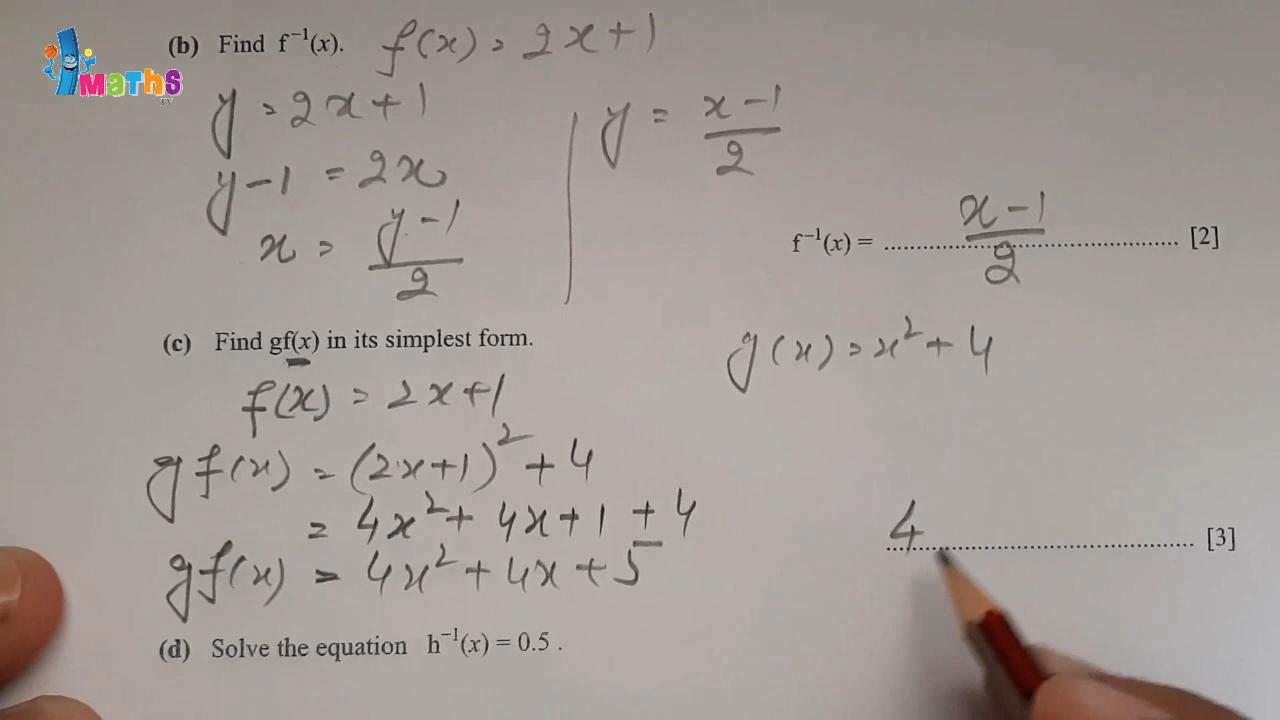 1 Maths TV
(b) Find f⁻¹(x). f(x) = 2x+1
y = 2x+1
y-1 = 2x
x = (y-1)/2
y = (x-1)/2
f⁻¹(x) = (x-1)/2 [2]
(c) Find gf(x) in its simplest form.
g(x) = x²+4
f(x) = 2x+1
gf(x) = (2x+1)²+4
= 4x²+4x+1+4
gf(x) = 4x²+4x+5
4 [3]
(d) Solve the equation h⁻¹(x) = 0.5 .